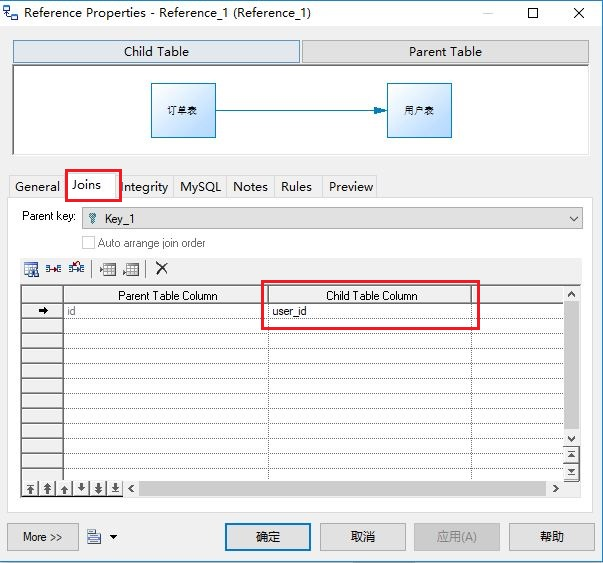 Reference Properties - Reference_1 (Reference_1)
Child Table
Parent Table
订单表
用户表
General
Joins
Integrity
MySQL
Notes
Rules
Preview
Parent key:
Key_1
Auto arrange join order
Parent Table Column
Child Table Column
id
user_id
More >>
确定
取消
应用(A)
帮助